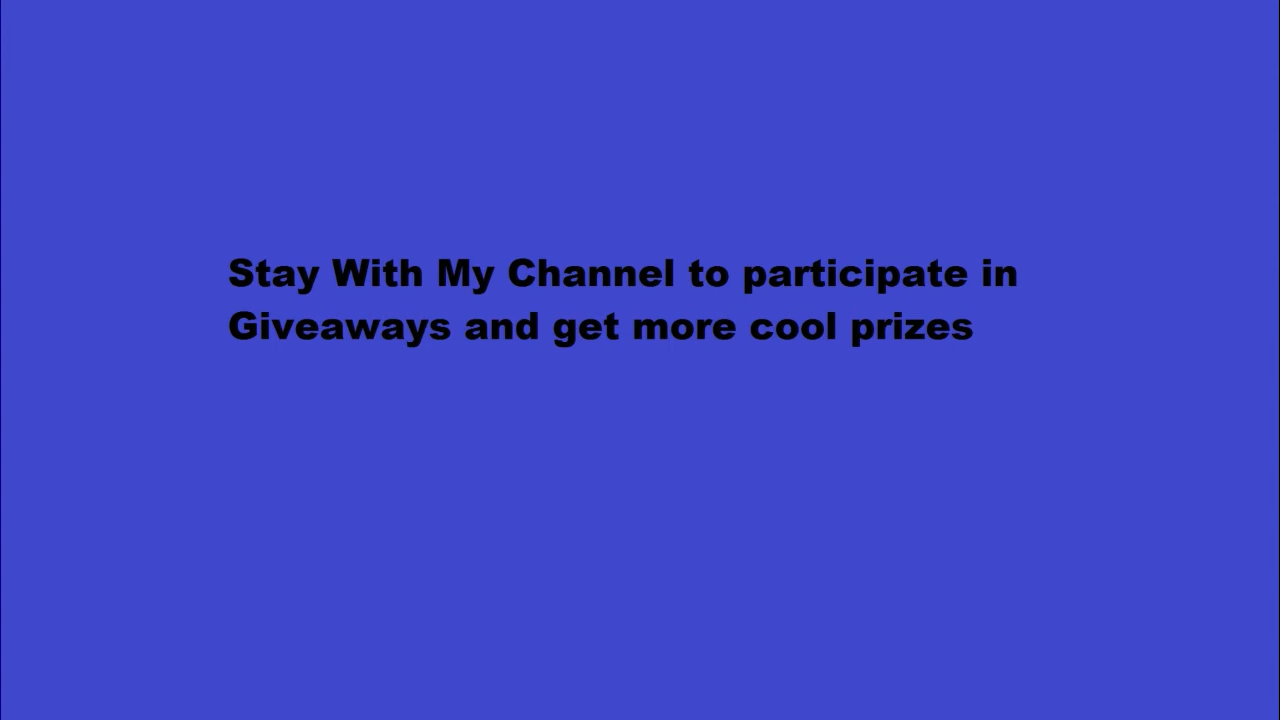 Stay With My Channel to participate in
Giveaways and get more cool prizes